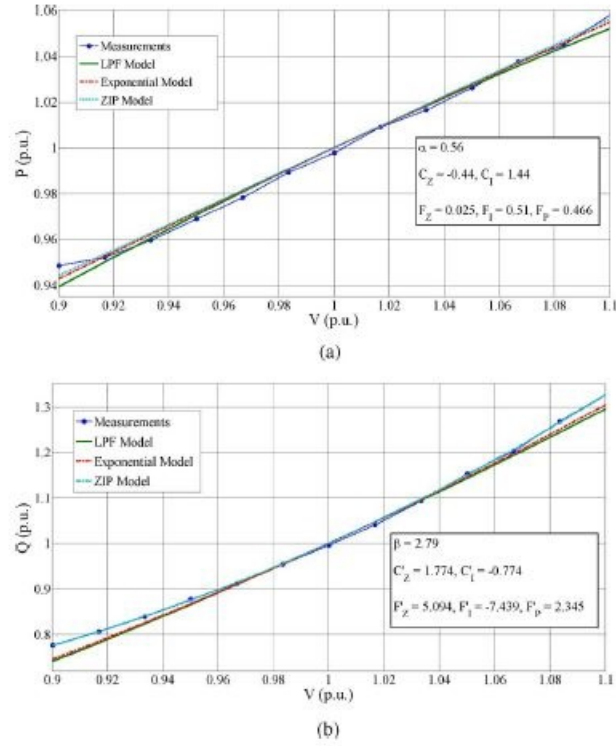 1.06
1.04
1.02
1
0.98
0.96
0.94
P (p.u.)
Measurements
LPF Model
Exponential Model
ZIP Model
α = 0.56
C_Z = -0.44, C_I = 1.44
F_Z = 0.025, F_I = 0.51, F_P = 0.466
0.9 0.92 0.94 0.96 0.98 1 1.02 1.04 1.06 1.08 1.1
V (p.u.)
(a)
1.3
1.2
1.1
1
0.9
0.8
Q (p.u.)
Measurements
LPF Model
Exponential Model
ZIP Model
β = 2.79
C'_Z = 1.774, C'_I = -0.774
F'_Z = 5.094, F'_I = -7.439, F'_P = 2.345
0.9 0.92 0.94 0.96 0.98 1 1.02 1.04 1.06 1.08 1.1
V (p.u.)
(b)